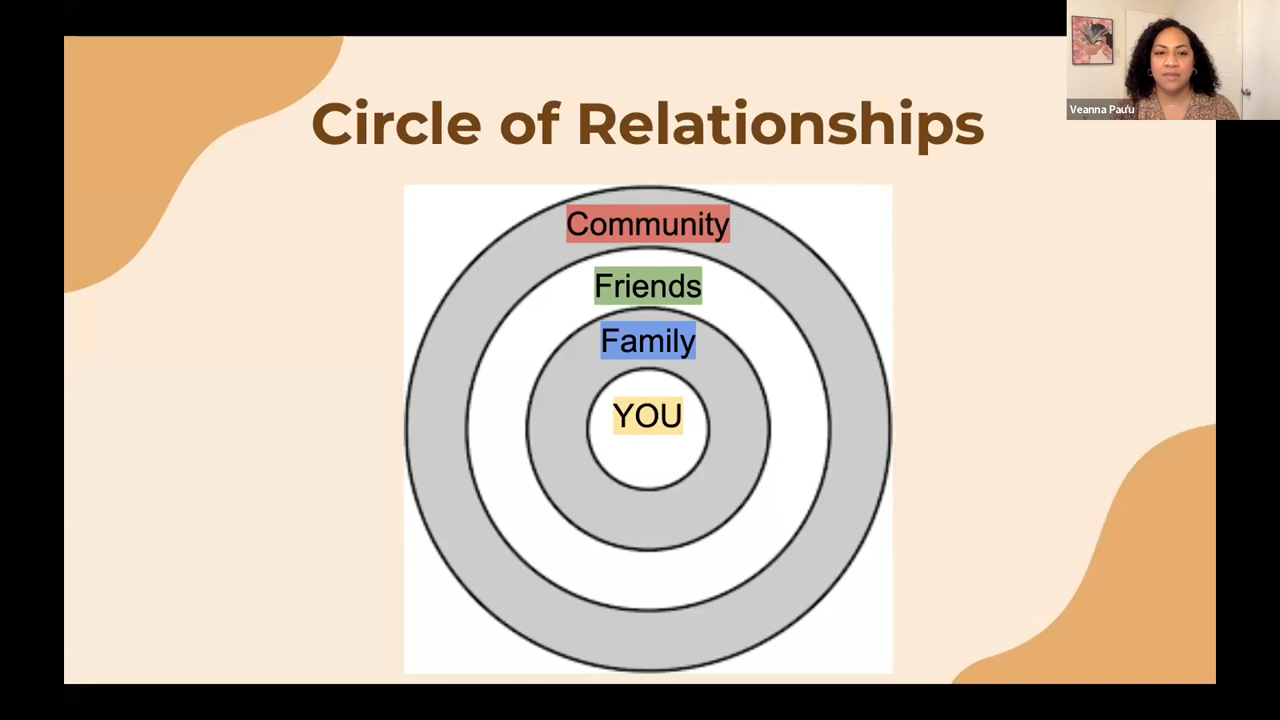 Veanna Pau'u
Circle of Relationships
Community
Friends
Family
YOU